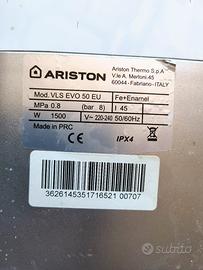 ARISTON
Ariston Thermo S.p.A
V.le A. Merloni.45
60044 - Fabriano - ITALY
Mod. VLS EVO 50 EU Fe+Enamel
MPa 0.8 (bar 8) l 45
W 1500 V~ 220-240 50/60Hz
Made in PRC
CE IPX4
3626145351716521 00707
subito